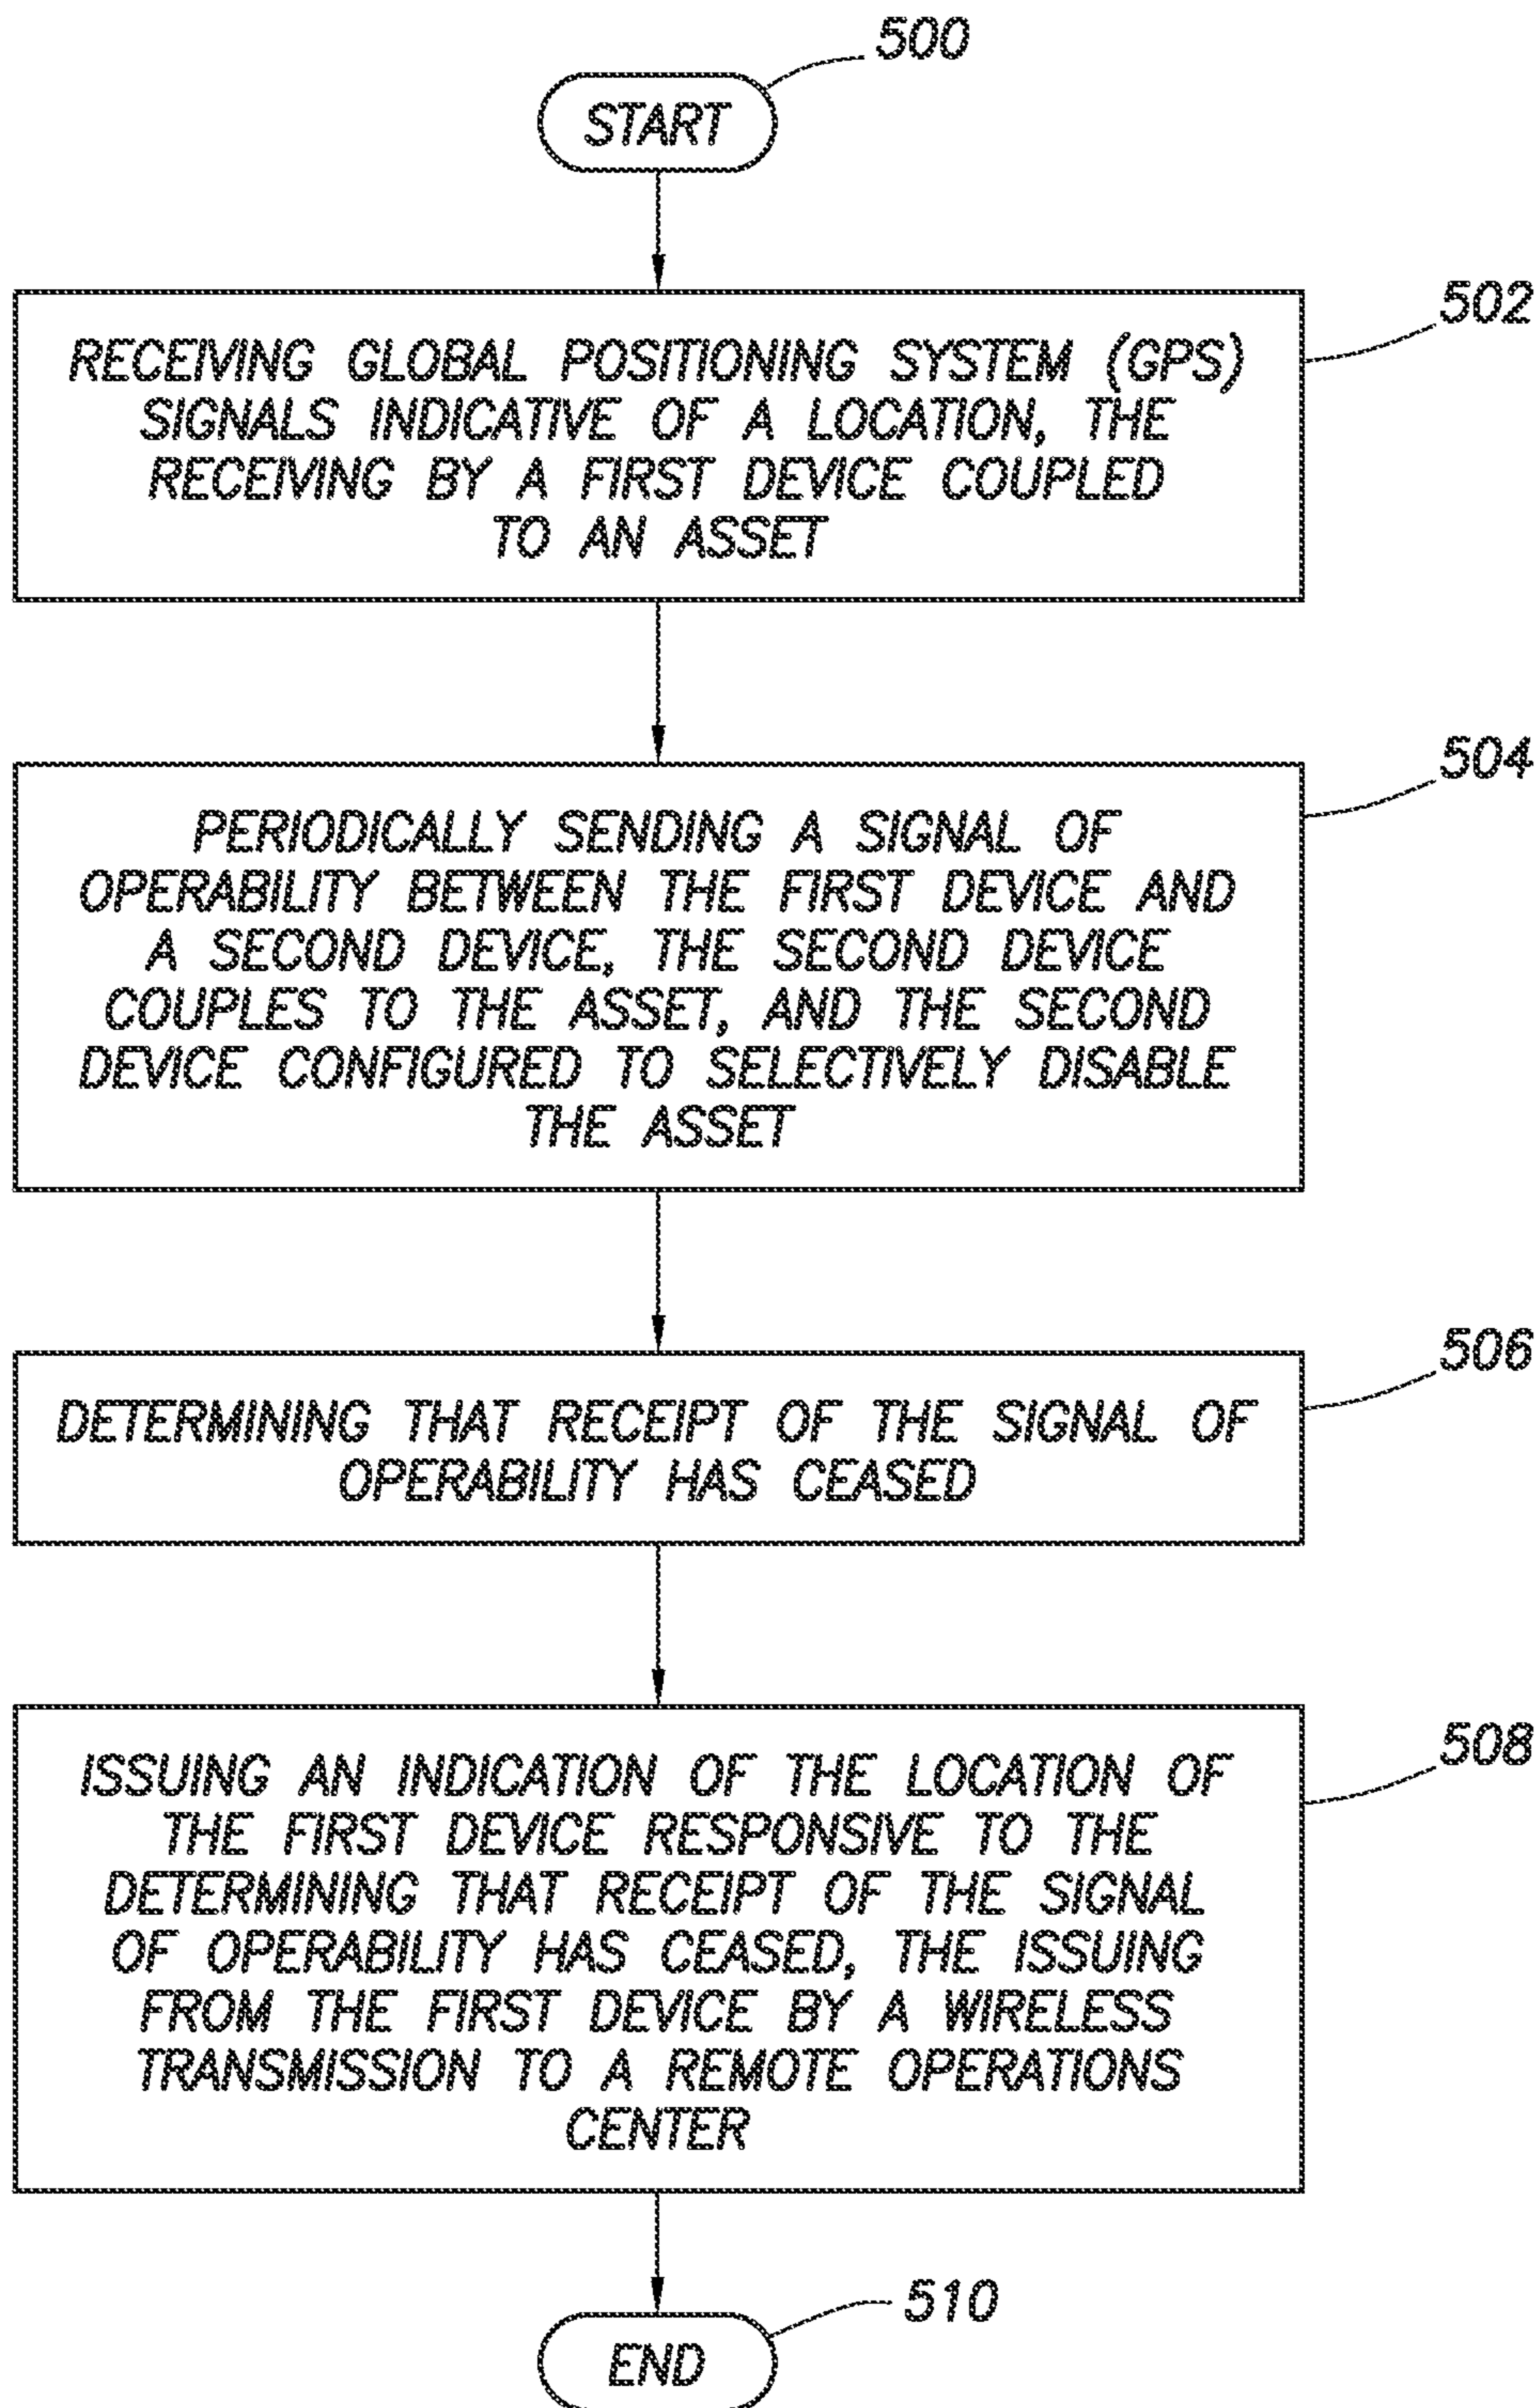 500
START
502
RECEIVING GLOBAL POSITIONING SYSTEM (GPS)
SIGNALS INDICATIVE OF A LOCATION, THE
RECEIVING BY A FIRST DEVICE COUPLED
TO AN ASSET
504
PERIODICALLY SENDING A SIGNAL OF
OPERABILITY BETWEEN THE FIRST DEVICE AND
A SECOND DEVICE, THE SECOND DEVICE
COUPLES TO THE ASSET, AND THE SECOND
DEVICE CONFIGURED TO SELECTIVELY DISABLE
THE ASSET
506
DETERMINING THAT RECEIPT OF THE SIGNAL OF
OPERABILITY HAS CEASED
508
ISSUING AN INDICATION OF THE LOCATION OF
THE FIRST DEVICE RESPONSIVE TO THE
DETERMINING THAT RECEIPT OF THE SIGNAL
OF OPERABILITY HAS CEASED, THE ISSUING
FROM THE FIRST DEVICE BY A WIRELESS
TRANSMISSION TO A REMOTE OPERATIONS
CENTER
510
END